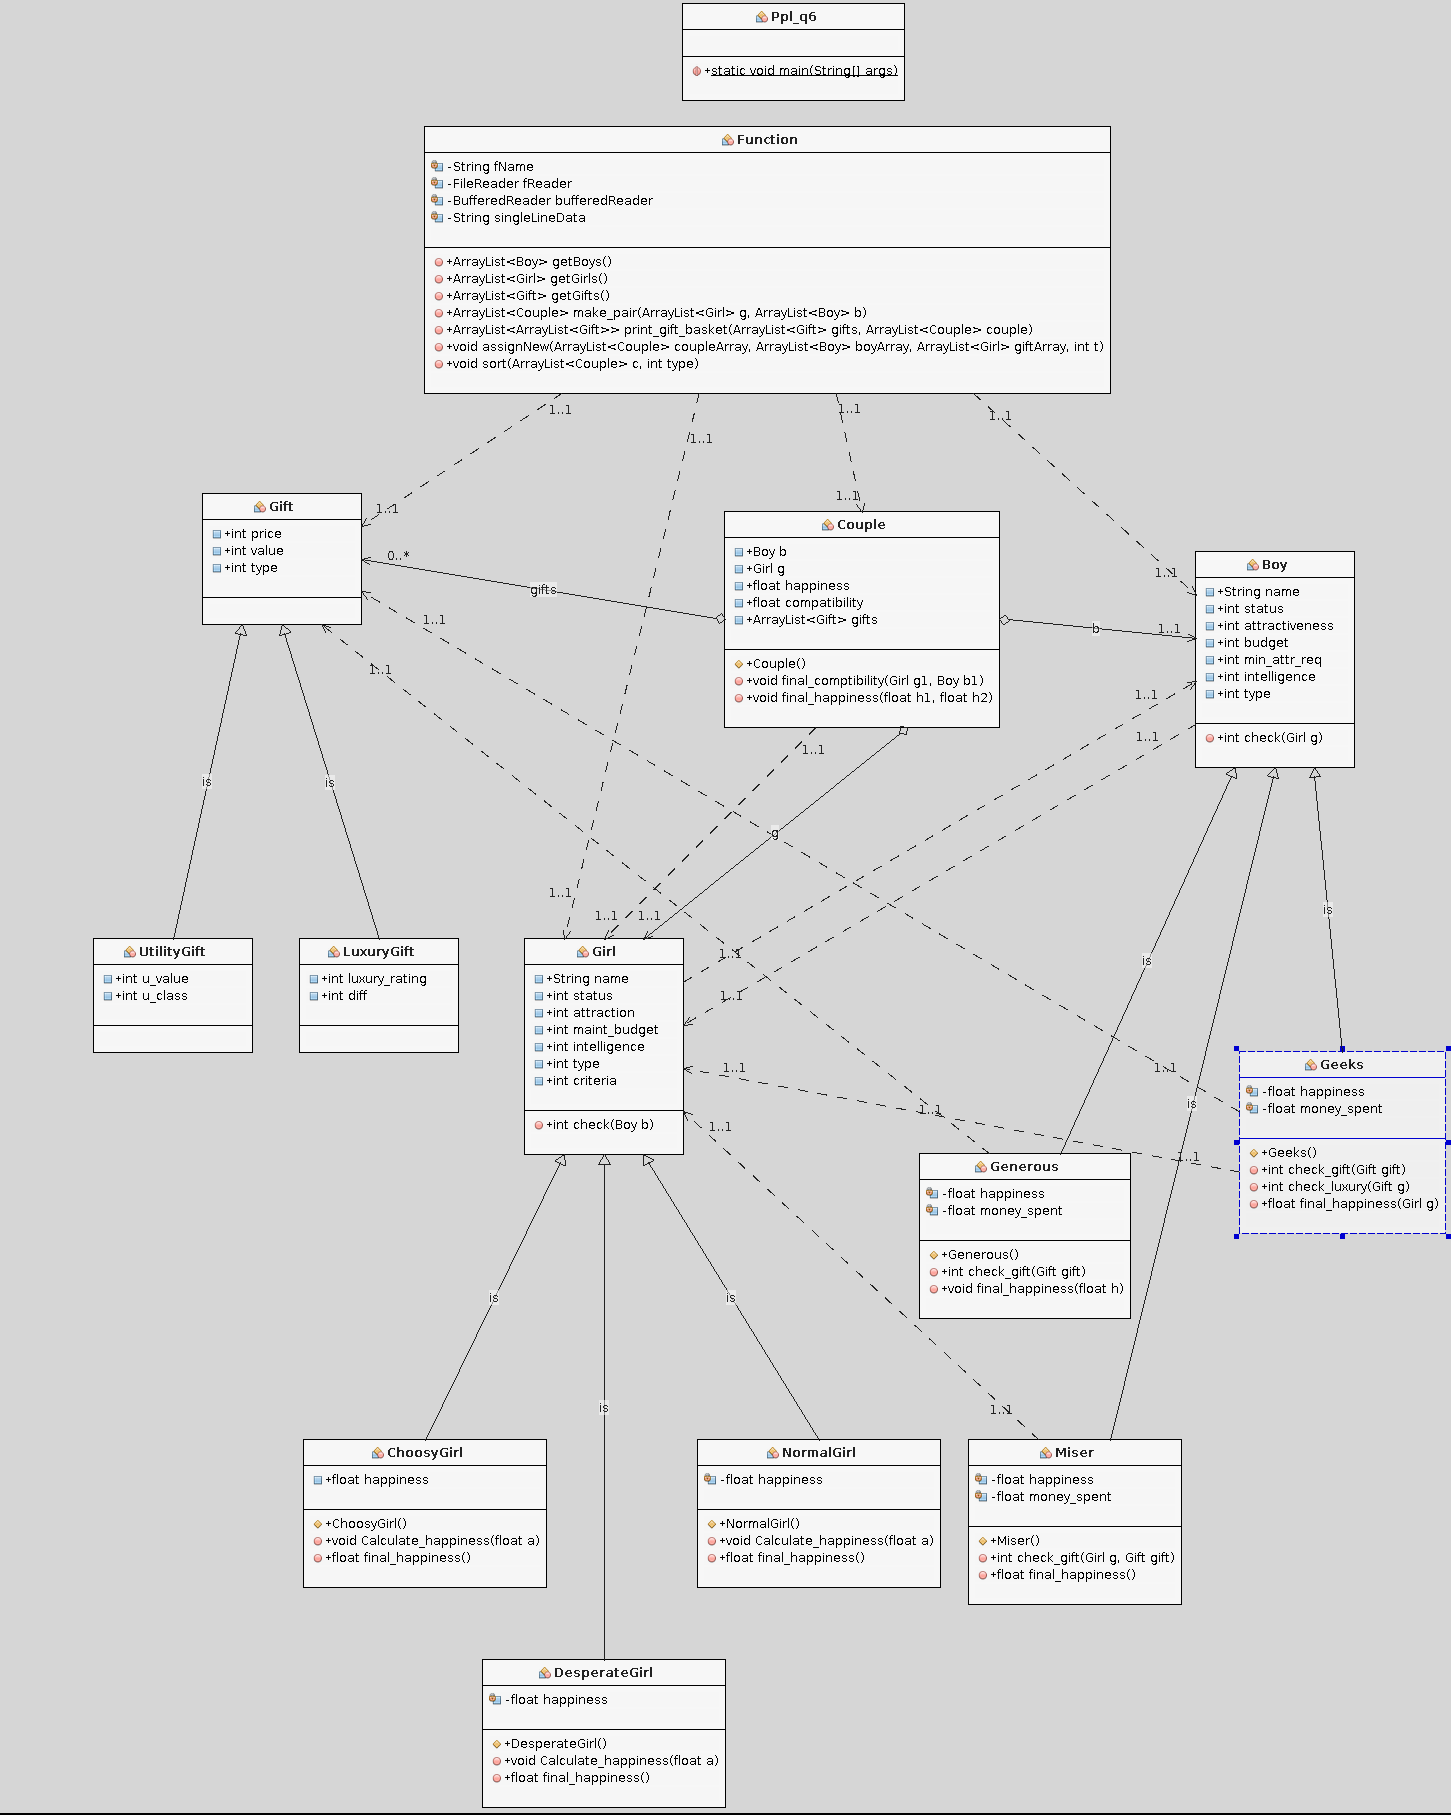 Ppl_q6
+static void main(String[] args)
Function
-String fName
-FileReader fReader
-BufferedReader bufferedReader
-String singleLineData
+ArrayList<Boy> getBoys()
+ArrayList<Girl> getGirls()
+ArrayList<Gift> getGifts()
+ArrayList<Couple> make_pair(ArrayList<Girl> g, ArrayList<Boy> b)
+ArrayList<ArrayList<Gift>> print_gift_basket(ArrayList<Gift> gifts, ArrayList<Couple> couple)
+void assignNew(ArrayList<Couple> coupleArray, ArrayList<Boy> boyArray, ArrayList<Girl> giftArray, int t)
+void sort(ArrayList<Couple> c, int type)
1..1
1..1
1..1
1..1
1..1
1..1
1..1
Gift
+int price
+int value
+int type
0..*
gifts
1..1
1..1
Couple
+Boy b
+Girl g
+float happiness
+float compatibility
+ArrayList<Gift> gifts
+Couple()
+void final_comptibility(Girl g1, Boy b1)
+void final_happiness(float h1, float h2)
b
1..1
Boy
+String name
+int status
+int attractiveness
+int budget
+int min_attr_req
+int intelligence
+int type
+int check(Girl g)
1..1
1..1
1..1
is
is
g
1..1
1..1
1..1
is
is
is
UtilityGift
+int u_value
+int u_class
LuxuryGift
+int luxury_rating
+int diff
Girl
+String name
+int status
+int attraction
+int maint_budget
+int intelligence
+int type
+int criteria
+int check(Boy b)
1..1
1..1
1..1
1..1
1..1
1..1
1..1
Geeks
-float happiness
-float money_spent
+Geeks()
+int check_gift(Gift gift)
+int check_luxury(Gift g)
+float final_happiness(Girl g)
Generous
-float happiness
-float money_spent
+Generous()
+int check_gift(Gift gift)
+void final_happiness(float h)
is
is
is
1..1
ChoosyGirl
+float happiness
+ChoosyGirl()
+void Calculate_happiness(float a)
+float final_happiness()
NormalGirl
-float happiness
+NormalGirl()
+void Calculate_happiness(float a)
+float final_happiness()
Miser
-float happiness
-float money_spent
+Miser()
+int check_gift(Girl g, Gift gift)
+float final_happiness()
DesperateGirl
-float happiness
+DesperateGirl()
+void Calculate_happiness(float a)
+float final_happiness()